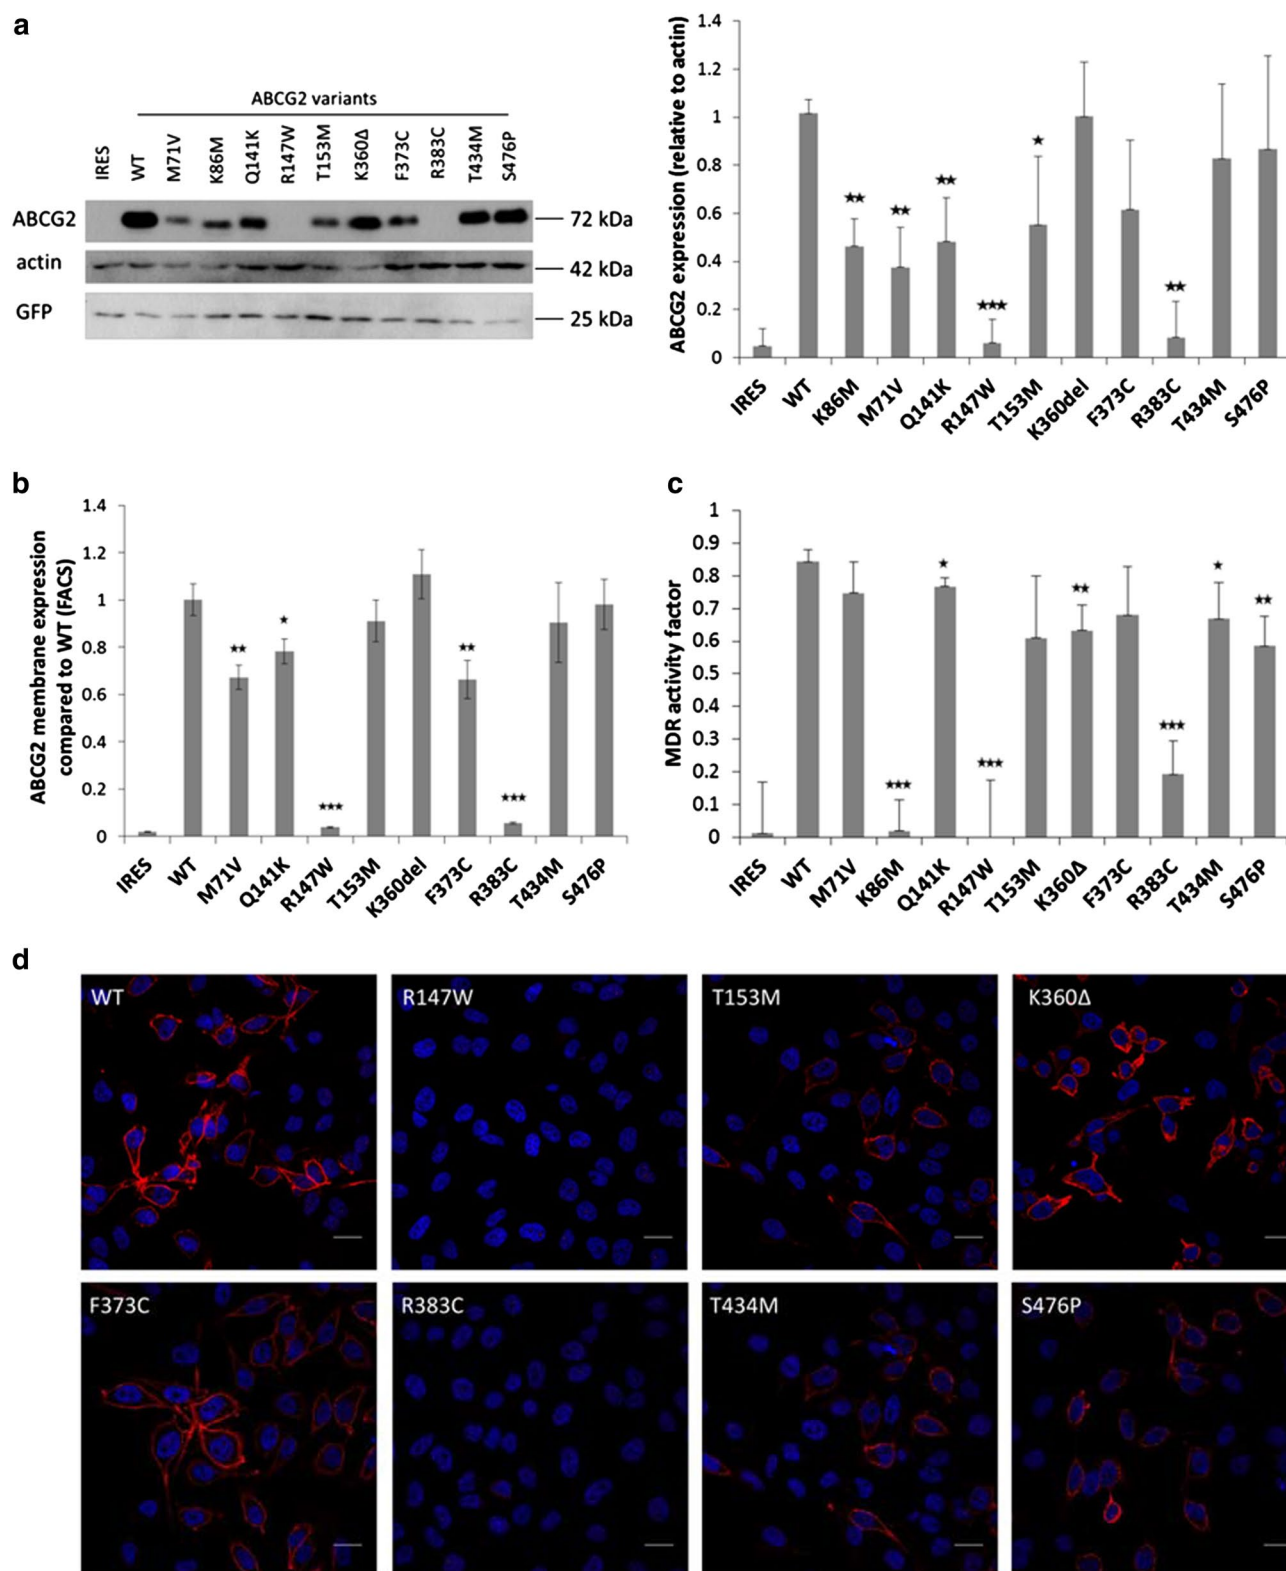 a
ABCG2 variants
IRES
WT
M71V
K86M
Q141K
R147W
T153M
K360Δ
F373C
R383C
T434M
S476P
ABCG2
72 kDa
actin
42 kDa
GFP
25 kDa
ABCG2 expression (relative to actin)
1.4
1.2
1
0.8
0.6
0.4
0.2
0
★★
★★
★★
★★★
★
★★
IRES
WT
K86M
M71V
Q141K
R147W
T153M
K360del
F373C
R383C
T434M
S476P
b
ABCG2 membrane expression
compared to WT (FACS)
1.4
1.2
1
0.8
0.6
0.4
0.2
0
★★
★
★★★
★★
★★★
IRES
WT
M71V
Q141K
R147W
T153M
K360del
F373C
R383C
T434M
S476P
c
MDR activity factor
1
0.9
0.8
0.7
0.6
0.5
0.4
0.3
0.2
0.1
0
★★★
★
★★★
★★
★★★
★
★★
IRES
WT
M71V
K86M
Q141K
R147W
T153M
K360Δ
F373C
R383C
T434M
S476P
d
WT
R147W
T153M
K360Δ
F373C
R383C
T434M
S476P